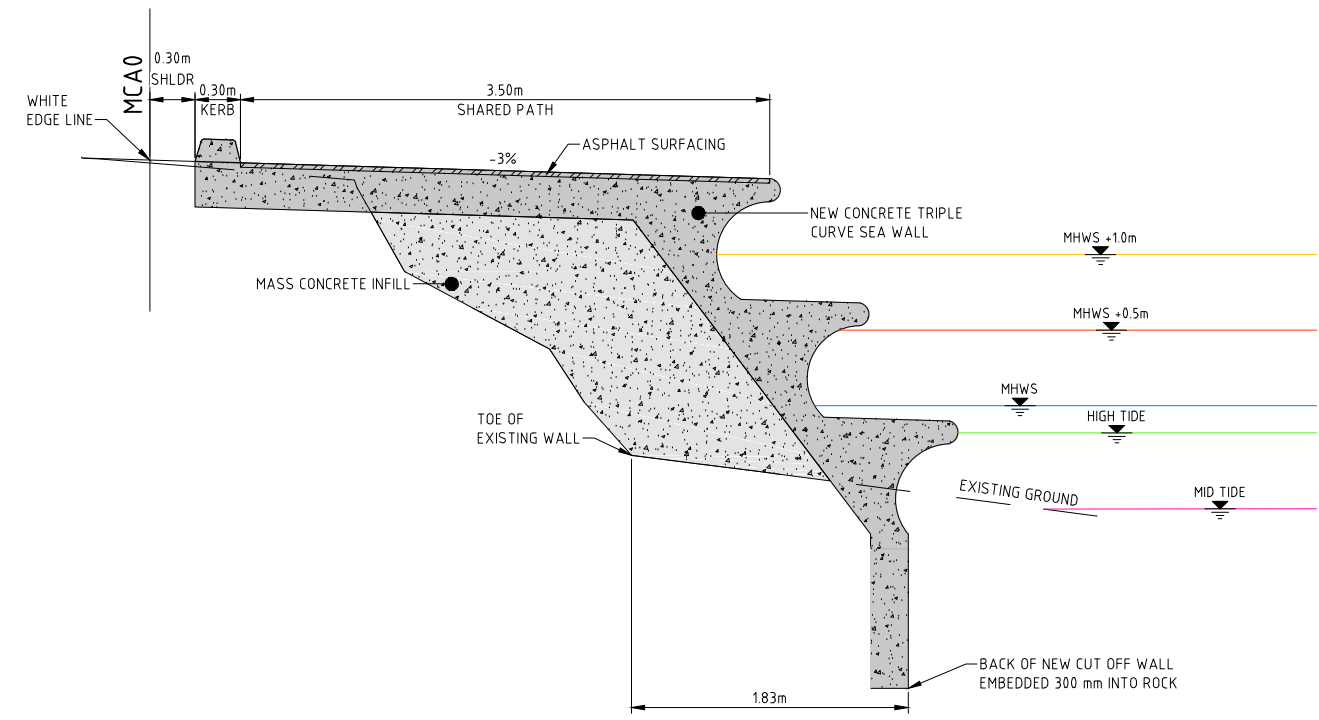 0.30m
SHLDR
MCA0
WHITE
EDGE LINE
0.30m
KERB
3.50m
SHARED PATH
-3%
ASPHALT SURFACING
NEW CONCRETE TRIPLE
CURVE SEA WALL
MHWS +1.0m
MASS CONCRETE INFILL
MHWS +0.5m
MHWS
HIGH TIDE
TOE OF
EXISTING WALL
EXISTING GROUND
MID TIDE
BACK OF NEW CUT OFF WALL
EMBEDDED 300 mm INTO ROCK
1.83m